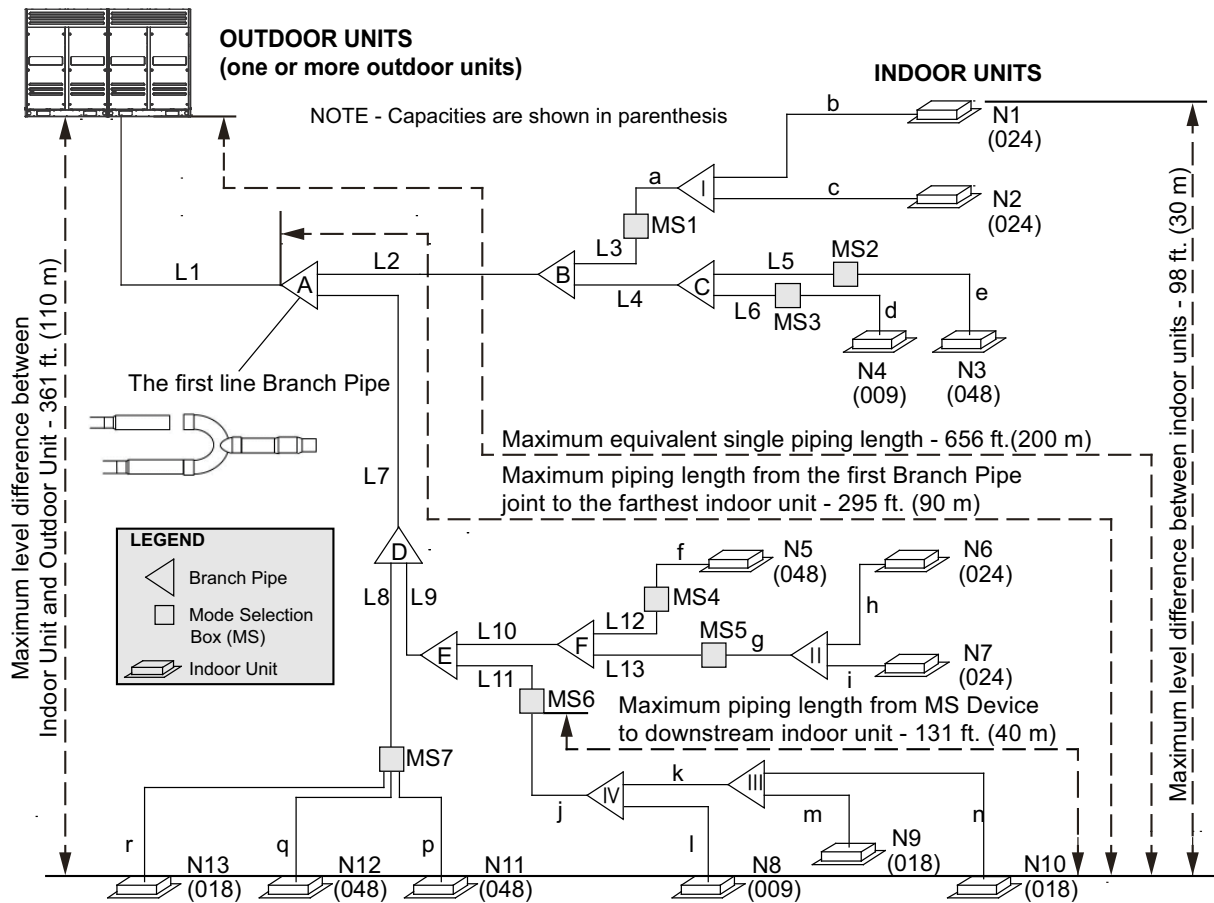 OUTDOOR UNITS
(one or more outdoor units)
INDOOR UNITS
NOTE - Capacities are shown in parenthesis
b
N1
(024)
a
I
c
N2
(024)
MS1
L3
L1
A
L2
B
L4
C
L5
MS2
L6
MS3
d
e
N4
(009)
N3
(048)
The first line Branch Pipe
Maximum equivalent single piping length - 656 ft.(200 m)
Maximum piping length from the first Branch Pipe
joint to the farthest indoor unit - 295 ft. (90 m)
L7
LEGEND
Branch Pipe
Mode Selection
Box (MS)
Indoor Unit
D
L8
L9
f
N5
(048)
N6
(024)
MS4
h
L10
L12
MS5
g
E
F
II
L13
i
N7
(024)
L11
MS6
Maximum piping length from MS Device
to downstream indoor unit - 131 ft. (40 m)
MS7
k
III
j
IV
m
n
r
q
p
l
N9
(018)
N13
(018)
N12
(048)
N11
(048)
N8
(009)
N10
(018)
Maximum level difference between
Indoor Unit and Outdoor Unit - 361 ft. (110 m)
Maximum level difference between indoor units - 98 ft. (30 m)